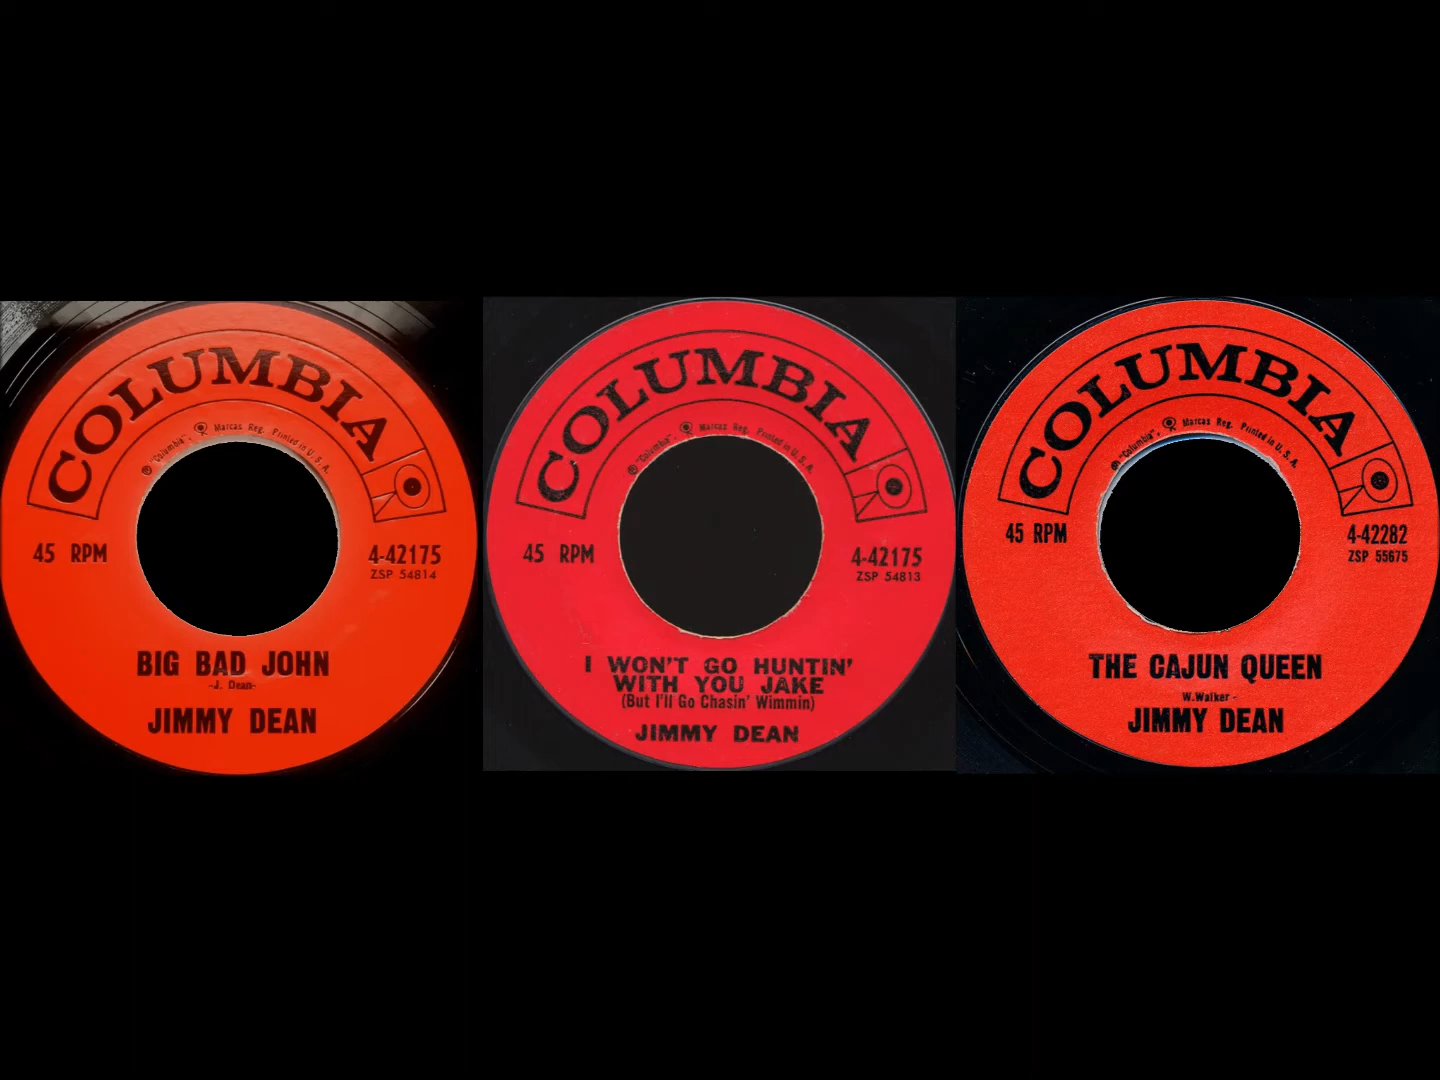 COLUMBIA
® "Columbia", Marcas Reg. Printed in U.S.A.
45 RPM
4-42175
ZSP 54814
BIG BAD JOHN
-J. Dean-
JIMMY DEAN
COLUMBIA
® "Columbia", Marcas Reg. Printed in U.S.A.
45 RPM
4-42175
ZSP 54813
I WON'T GO HUNTIN'
WITH YOU JAKE
(But I'll Go Chasin' Wimmin)
JIMMY DEAN
COLUMBIA
® "Columbia", Marcas Reg. Printed in U.S.A.
45 RPM
4-42282
ZSP 55675
THE CAJUN QUEEN
W.Walker -
JIMMY DEAN